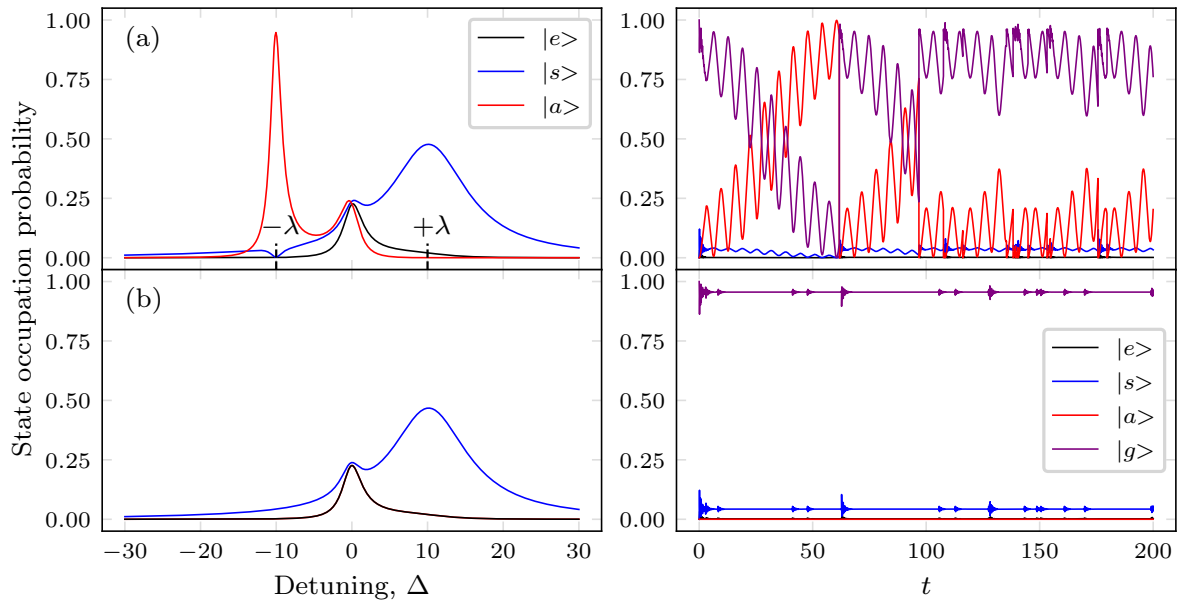 State occupation probability
(a)
1.00
0.75
0.50
0.25
0.00
|e>
|s>
|a>
−λ
+λ
1.00
0.75
0.50
0.25
0.00
(b)
1.00
0.75
0.50
0.25
0.00
−30 −20 −10 0 10 20 30
Detuning, Δ
1.00
0.75
0.50
0.25
0.00
|e>
|s>
|a>
|g>
0 50 100 150 200
t